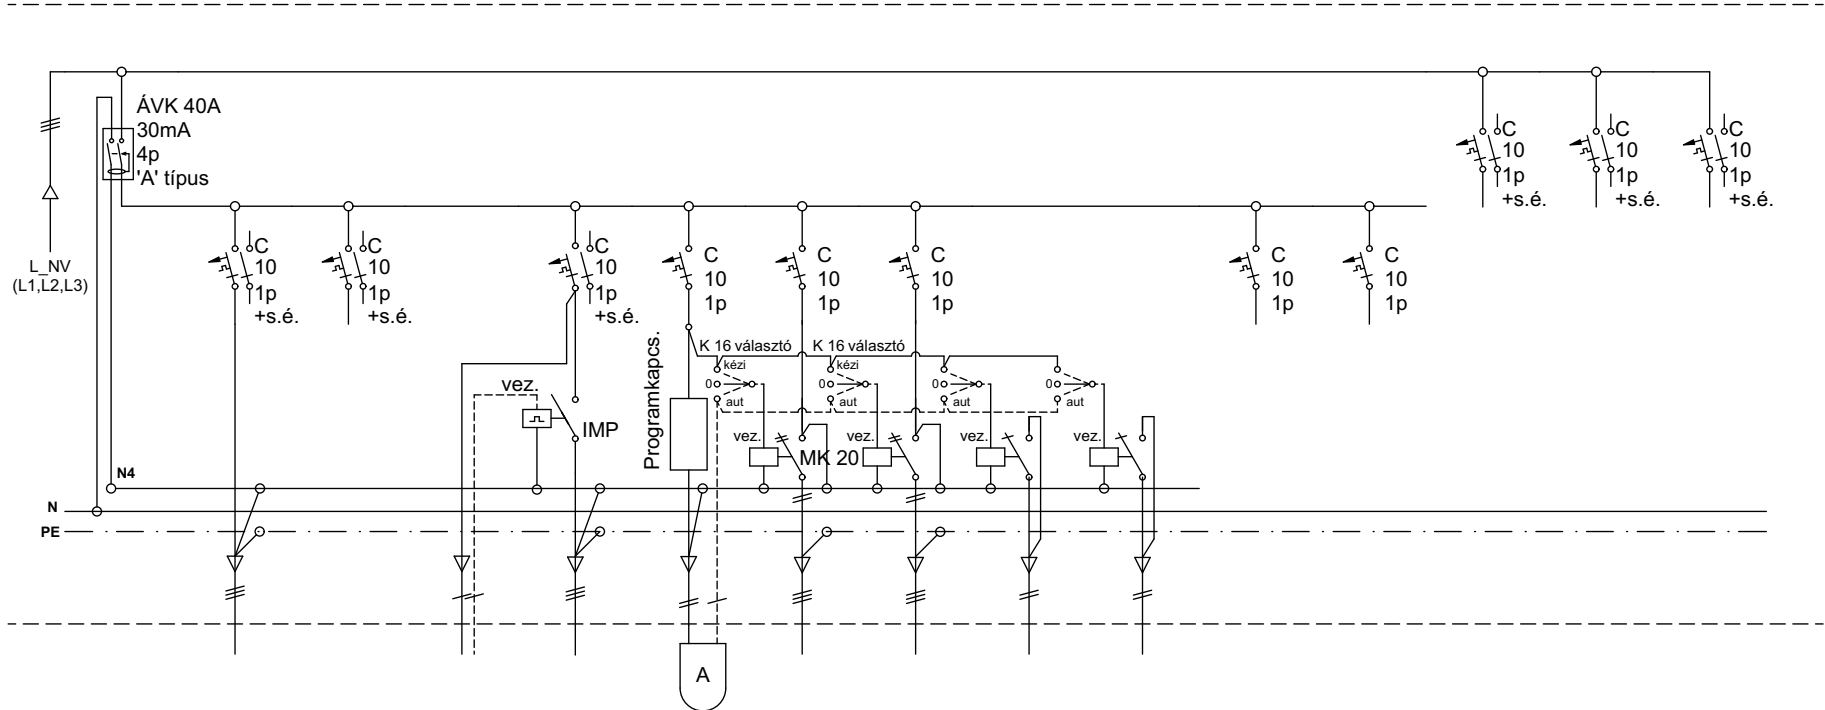 ÁVK 40A
30mA
4p
'A' típus
C
10
1p
+s.é.
C
10
1p
+s.é.
C
10
1p
+s.é.
L_NV
(L1,L2,L3)
C
10
1p
+s.é.
C
10
1p
+s.é.
C
10
1p
+s.é.
C
10
1p
C
10
1p
C
10
1p
C
10
1p
C
10
1p
K 16 választó
K 16 választó
kézi
0
aut
kézi
0
aut
0
aut
0
aut
vez.
IMP
Programkapcs.
vez.
MK 20
vez.
vez.
vez.
N4
N
PE
A